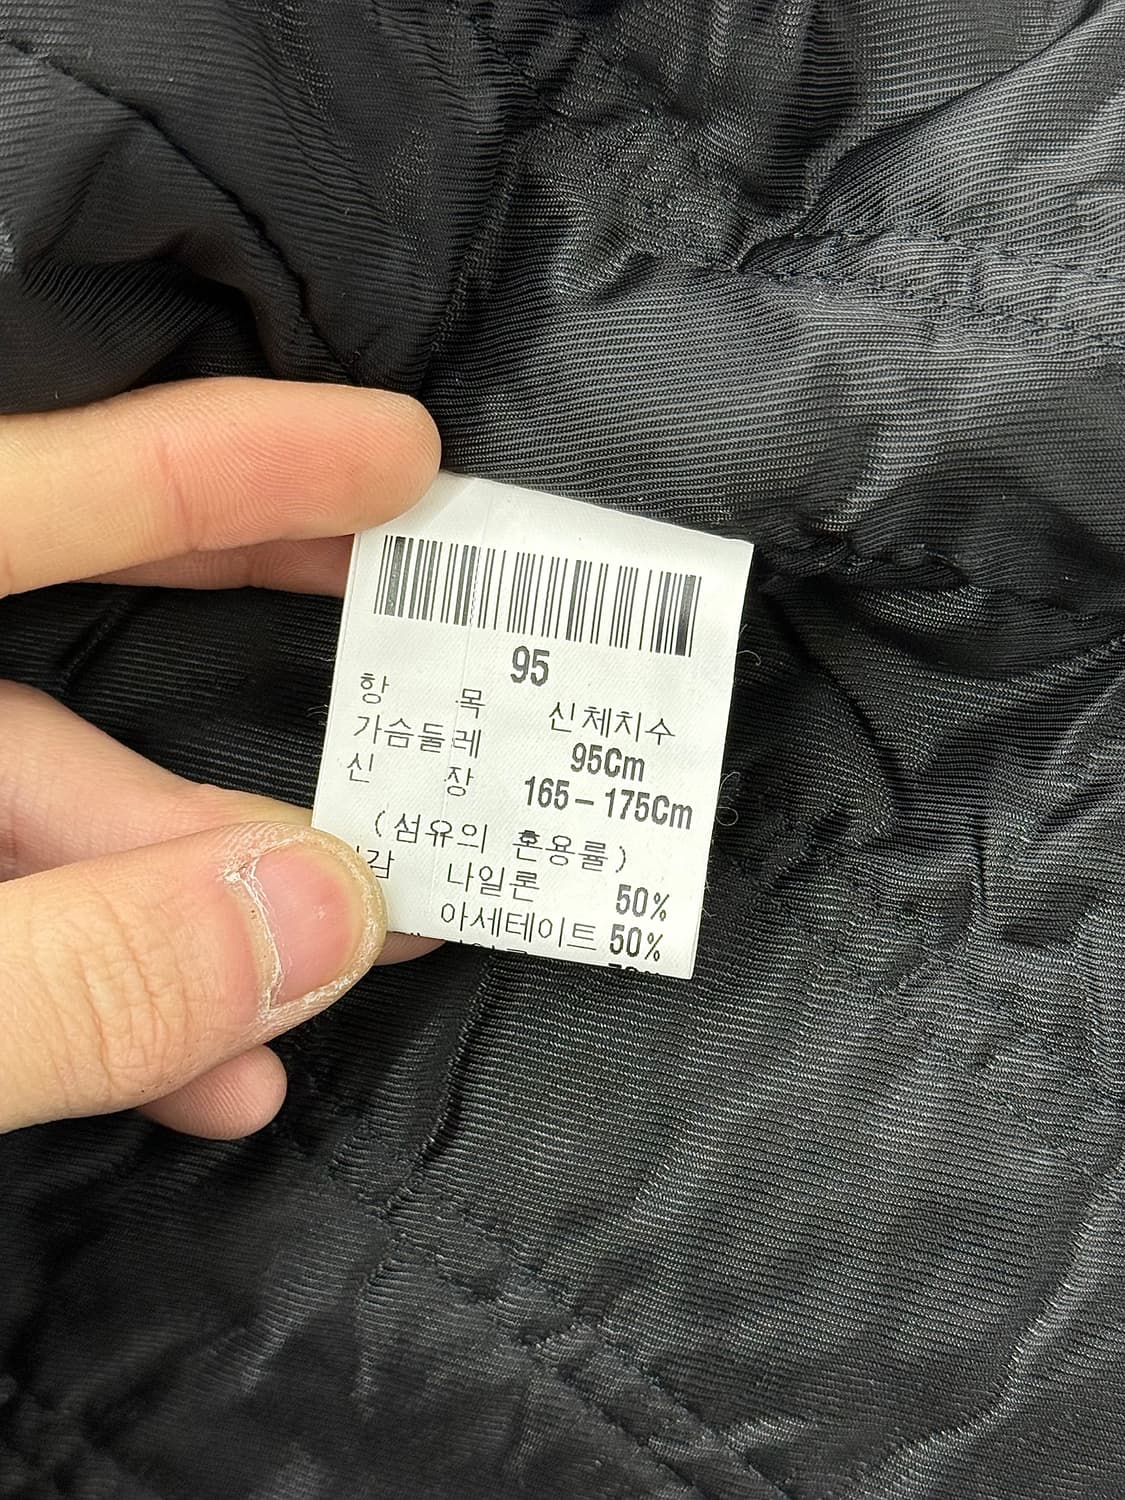 95
항 목 신체치수
가슴둘레 95Cm
신 장 165-175Cm
(섬유의 혼용률)
감 나일론 50%
아세테이트 50%